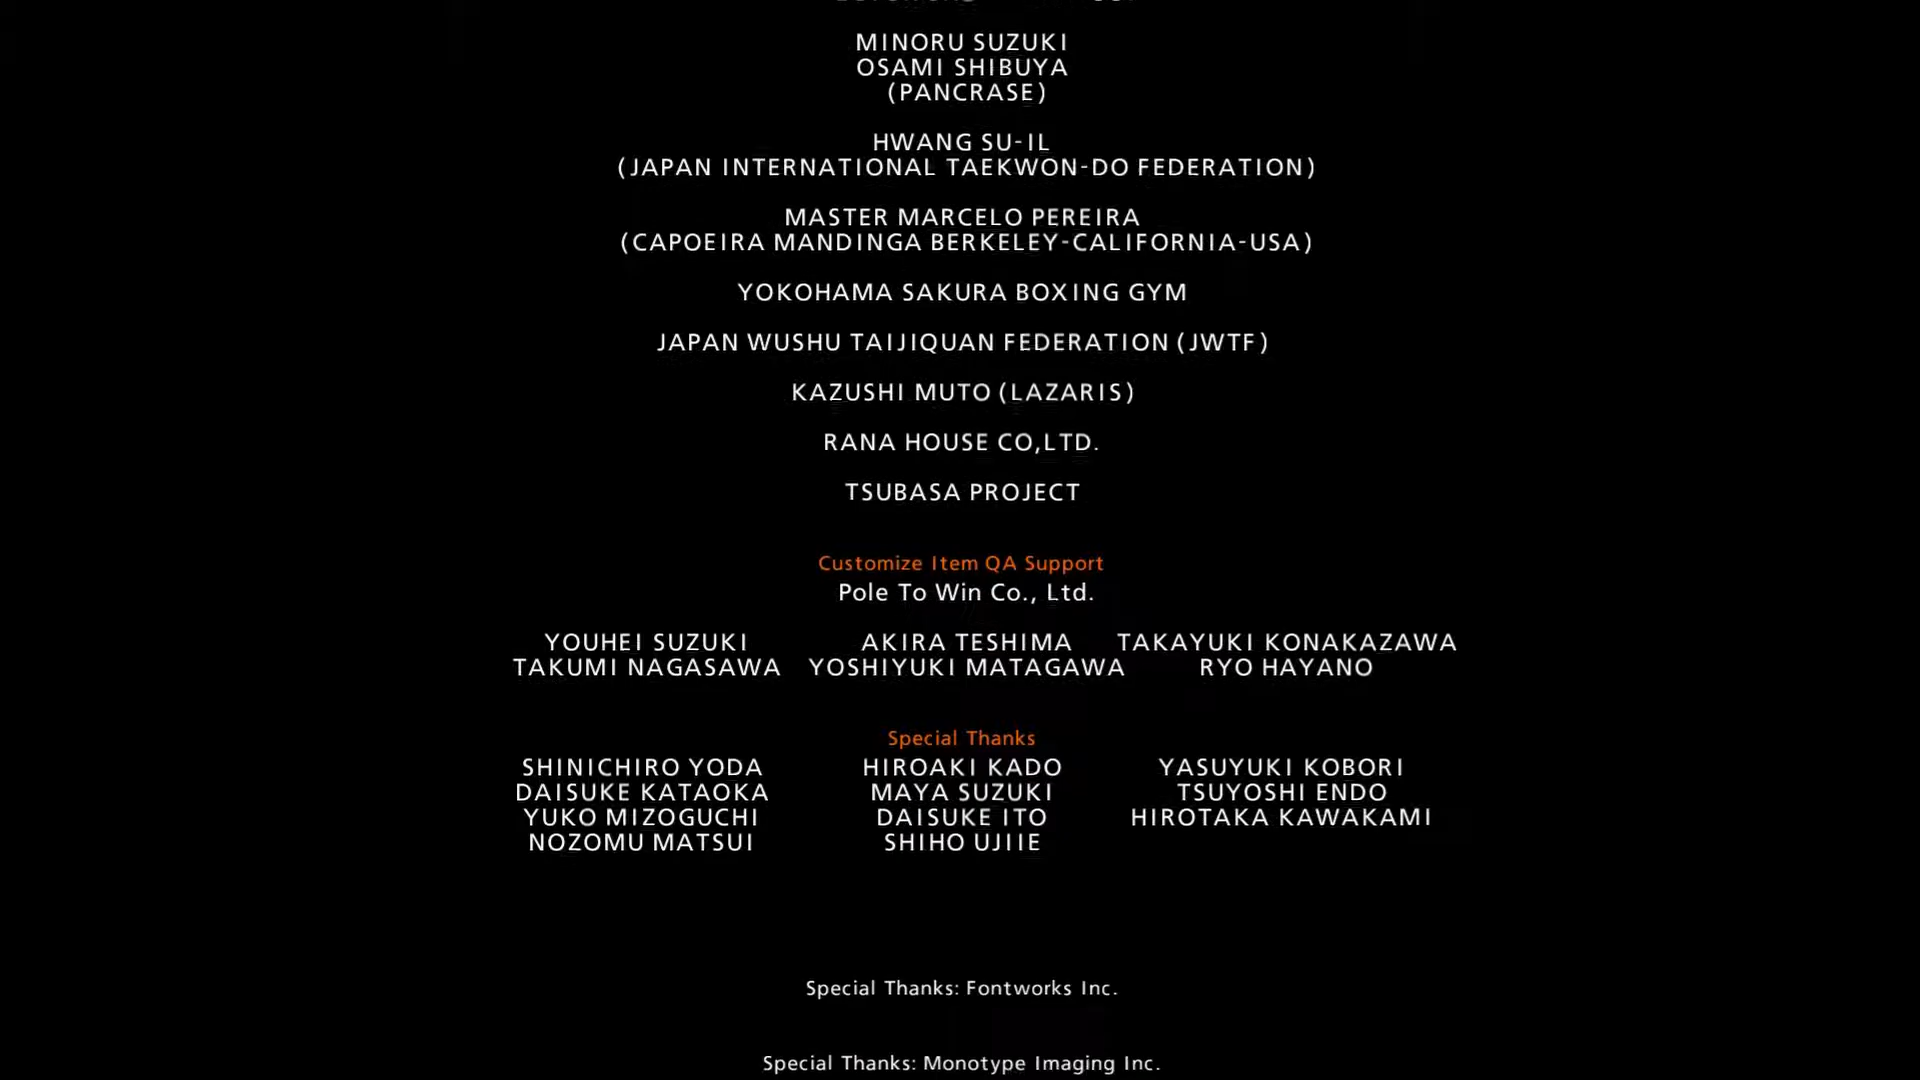 MINORU SUZUKI
OSAMI SHIBUYA
(PANCRASE)
HWANG SU-IL
(JAPAN INTERNATIONAL TAEKWON-DO FEDERATION)
MASTER MARCELO PEREIRA
(CAPOEIRA MANDINGA BERKELEY-CALIFORNIA-USA)
YOKOHAMA SAKURA BOXING GYM
JAPAN WUSHU TAIJIQUAN FEDERATION (JWTF)
KAZUSHI MUTO (LAZARIS)
RANA HOUSE CO,LTD.
TSUBASA PROJECT
Customize Item QA Support
Pole To Win Co., Ltd.
YOUHEI SUZUKI AKIRA TESHIMA TAKAYUKI KONAKAZAWA
TAKUMI NAGASAWA YOSHIYUKI MATAGAWA RYO HAYANO
Special Thanks
SHINICHIRO YODA HIROAKI KADO YASUYUKI KOBORI
DAISUKE KATAOKA MAYA SUZUKI TSUYOSHI ENDO
YUKO MIZOGUCHI DAISUKE ITO HIROTAKA KAWAKAMI
NOZOMU MATSUI SHIHO UJIIE
Special Thanks: Fontworks Inc.
Special Thanks: Monotype Imaging Inc.